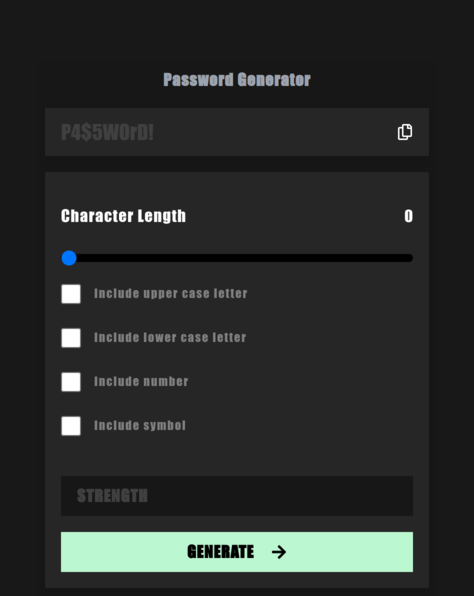 Password Generator
P4$5W0rD!
Character Length 0
Include upper case letter
Include lower case letter
Include number
Include symbol
STRENGTH
GENERATE →